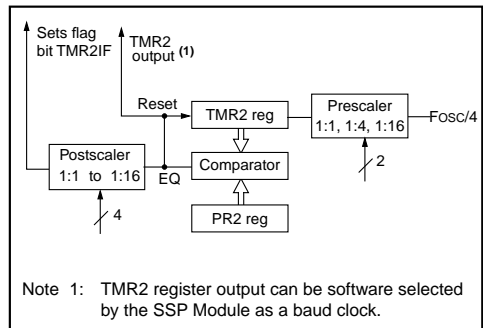 Sets flag
bit TMR2IF
TMR2
output (1)
Reset
TMR2 reg
Prescaler
1:1, 1:4, 1:16
FOSC/4
2
Postscaler
1:1 to 1:16
EQ
Comparator
4
PR2 reg
Note 1: TMR2 register output can be software selected
by the SSP Module as a baud clock.